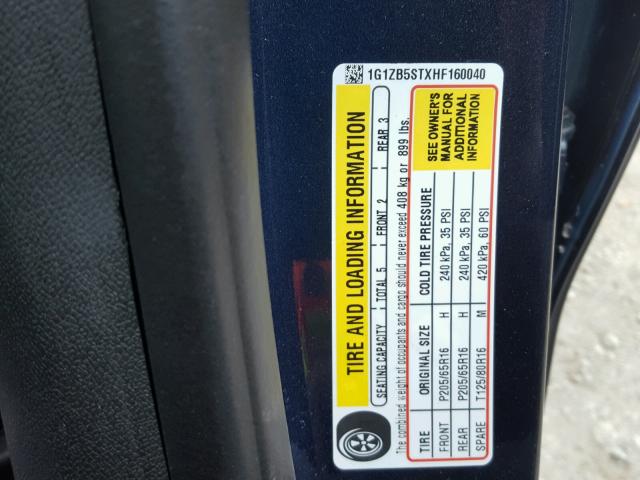 1G1ZB5STXHF160040
TIRE AND LOADING INFORMATION
SEATING CAPACITY TOTAL 5 FRONT 2 REAR 3
The combined weight of occupants and cargo should never exceed 408 kg or 899 lbs.
TIRE ORIGINAL SIZE COLD TIRE PRESSURE
FRONT P205/65R16 H 240 kPa, 35 PSI
REAR P205/65R16 H 240 kPa, 35 PSI
SPARE T125/80R16 M 420 kPa, 60 PSI
SEE OWNER'S
MANUAL FOR
ADDITIONAL
INFORMATION